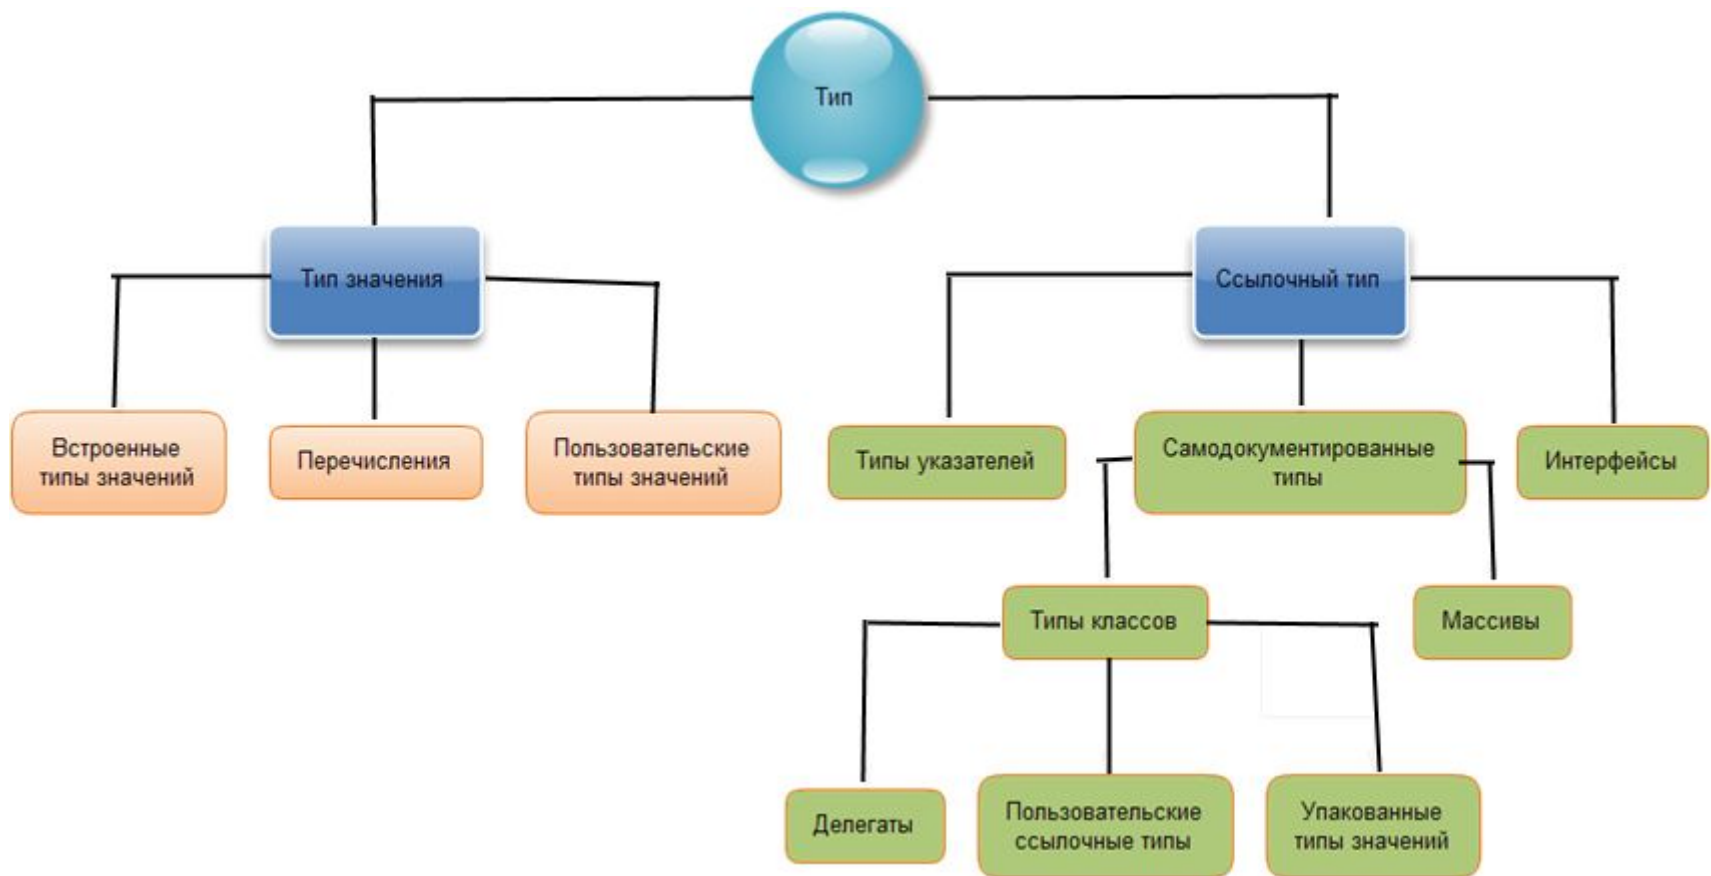 Тип
Тип значения
Ссылочный тип
Встроенные
типы значений
Перечисления
Пользовательские
типы значений
Типы указателей
Самодокументированные
типы
Интерфейсы
Типы классов
Массивы
Делегаты
Пользовательские
ссылочные типы
Упакованные
типы значений